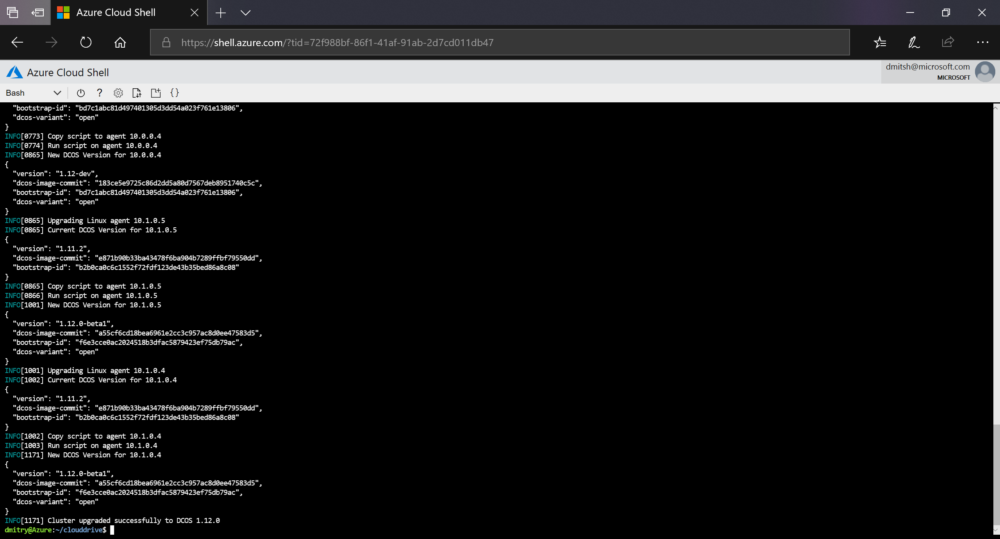 Azure Cloud Shell
https://shell.azure.com/?tid=72f988bf-86f1-41af-91ab-2d7cd011db47
Azure Cloud Shell
dmitsh@microsoft.com
MICROSOFT
Bash
?
{}
  "bootstrap-id": "bd7c1abc81d497401305d3dd54a023f761e13806",
  "dcos-variant": "open"
}
INFO[0773] Copy script to agent 10.0.0.4
INFO[0774] Run script on agent 10.0.0.4
INFO[0865] New DCOS Version for 10.0.0.4
{
  "version": "1.12-dev",
  "dcos-image-commit": "183ce5e9725c86d2dd5a80d7567deb8951740c5c",
  "bootstrap-id": "bd7c1abc81d497401305d3dd54a023f761e13806",
  "dcos-variant": "open"
}
INFO[0865] Upgrading Linux agent 10.1.0.5
INFO[0865] Current DCOS Version for 10.1.0.5
{
  "version": "1.11.2",
  "dcos-image-commit": "e871b90b33ba43478f6ba904b7289ffbf79550dd",
  "bootstrap-id": "b2b0ca0c6c1552f72fdf123de43b35bed86a8c08"
}
INFO[0865] Copy script to agent 10.1.0.5
INFO[0866] Run script on agent 10.1.0.5
INFO[1001] New DCOS Version for 10.1.0.5
{
  "version": "1.12.0-beta1",
  "dcos-image-commit": "a55cf6cd18bea6961e2cc3c957ac8d0ee47583d5",
  "bootstrap-id": "f6e3cce0ac2024518b3dfac5879423ef75db79ac",
  "dcos-variant": "open"
}
INFO[1001] Upgrading Linux agent 10.1.0.4
INFO[1002] Current DCOS Version for 10.1.0.4
{
  "version": "1.11.2",
  "dcos-image-commit": "e871b90b33ba43478f6ba904b7289ffbf79550dd",
  "bootstrap-id": "b2b0ca0c6c1552f72fdf123de43b35bed86a8c08"
}
INFO[1002] Copy script to agent 10.1.0.4
INFO[1003] Run script on agent 10.1.0.4
INFO[1171] New DCOS Version for 10.1.0.4
{
  "version": "1.12.0-beta1",
  "dcos-image-commit": "a55cf6cd18bea6961e2cc3c957ac8d0ee47583d5",
  "bootstrap-id": "f6e3cce0ac2024518b3dfac5879423ef75db79ac",
  "dcos-variant": "open"
}
INFO[1171] Cluster upgraded successfully to DCOS 1.12.0
dmitry@Azure:~/clouddrive$